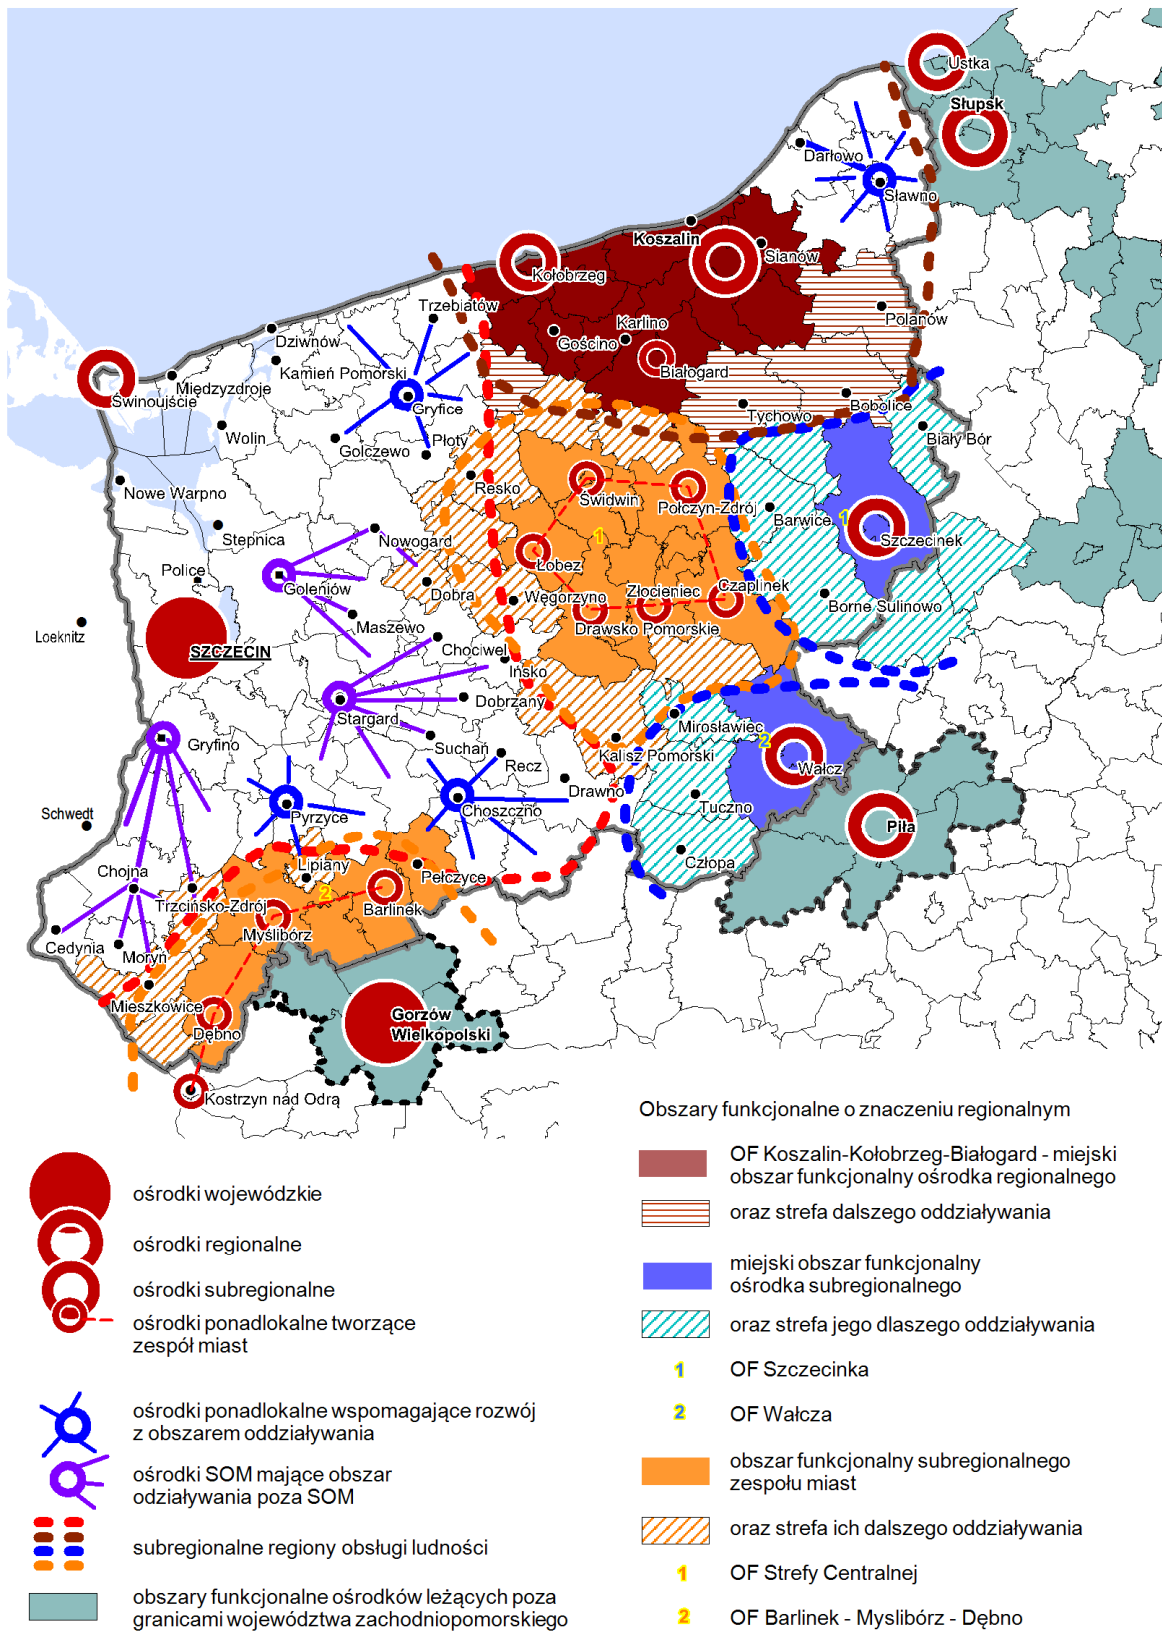 Ustka
Słupsk
Darłowo
Sławno
Koszalin
Sianów
Kołobrzeg
Trzebiatów
Polanów
Karlino
Gościno
Dziwnów
Białogard
Kamień Pomorski
Międzyzdroje
Świnoujście
Gryfice
Bobolice
Tychowo
Wolin
Płoty
Biały Bór
Golczewo
Resko
Świdwin
Połczyn-Zdrój
Nowe Warpno
Barwice
1
Stepnica
1
Nowogard
Szczecinek
Łobez
Police
Goleniów
Dobra
Węgorzyno
Złocieniec
Czaplinek
Borne Sulinowo
Maszewo
Drawsko Pomorskie
Loeknitz
SZCZECIN
Chociwel
Ińsko
Dobrzany
Stargard
Mirosławiec
2
Gryfino
Suchań
Kalisz Pomorski
Recz
Wałcz
Drawno
Tuczno
Schwedt
Pyrzyce
Choszczno
Piła
Człopa
Chojna
Lipiany
Pełczyce
2
Trzcińsko-Zdrój
Barlinek
Myślibórz
Cedynia
Moryń
Mieszkowice
Dębno
Gorzów
Wielkopolski
Kostrzyn nad Odrą
ośrodki wojewódzkie
ośrodki regionalne
ośrodki subregionalne
ośrodki ponadlokalne tworzące
zespół miast
ośrodki ponadlokalne wspomagające rozwój
z obszarem oddziaływania
ośrodki SOM mające obszar
odziaływania poza SOM
subregionalne regiony obsługi ludności
obszary funkcjonalne ośrodków leżących poza
granicami województwa zachodniopomorskiego
Obszary funkcjonalne o znaczeniu regionalnym
OF Koszalin-Kołobrzeg-Białogard - miejski
obszar funkcjonalny ośrodka regionalnego
oraz strefa dalszego oddziaływania
miejski obszar funkcjonalny
ośrodka subregionalnego
oraz strefa jego dlaszego oddziaływania
1 OF Szczecinka
2 OF Wałcza
obszar funkcjonalny subregionalnego
zespołu miast
oraz strefa ich dalszego oddziaływania
1 OF Strefy Centralnej
2 OF Barlinek - Myslibórz - Dębno